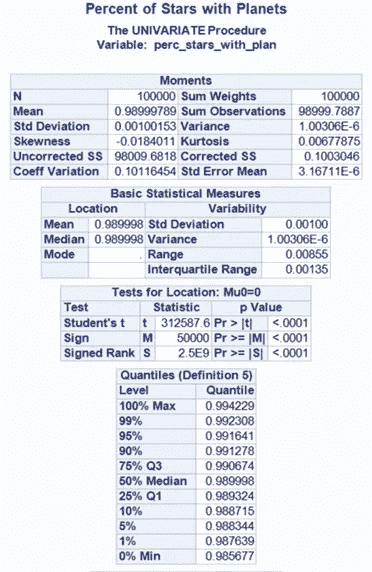 Percent of Stars with Planets
The UNIVARIATE Procedure
Variable: perc_stars_with_plan
Moments
N 100000 Sum Weights 100000
Mean 0.98999789 Sum Observations 98999.7887
Std Deviation 0.00100153 Variance 1.00306E-6
Skewness -0.0184011 Kurtosis 0.00677875
Uncorrected SS 98009.6818 Corrected SS 0.1003046
Coeff Variation 0.10116454 Std Error Mean 3.16711E-6
Basic Statistical Measures
Location Variability
Mean 0.989998 Std Deviation 0.00100
Median 0.989998 Variance 1.00306E-6
Mode . Range 0.00855
Interquartile Range 0.00135
Tests for Location: Mu0=0
Test Statistic p Value
Student's t t 312587.6 Pr > |t| <.0001
Sign M 50000 Pr >= |M| <.0001
Signed Rank S 2.5E9 Pr >= |S| <.0001
Quantiles (Definition 5)
Level Quantile
100% Max 0.994229
99% 0.992308
95% 0.991641
90% 0.991278
75% Q3 0.990674
50% Median 0.989998
25% Q1 0.989324
10% 0.988715
5% 0.988344
1% 0.987639
0% Min 0.985677